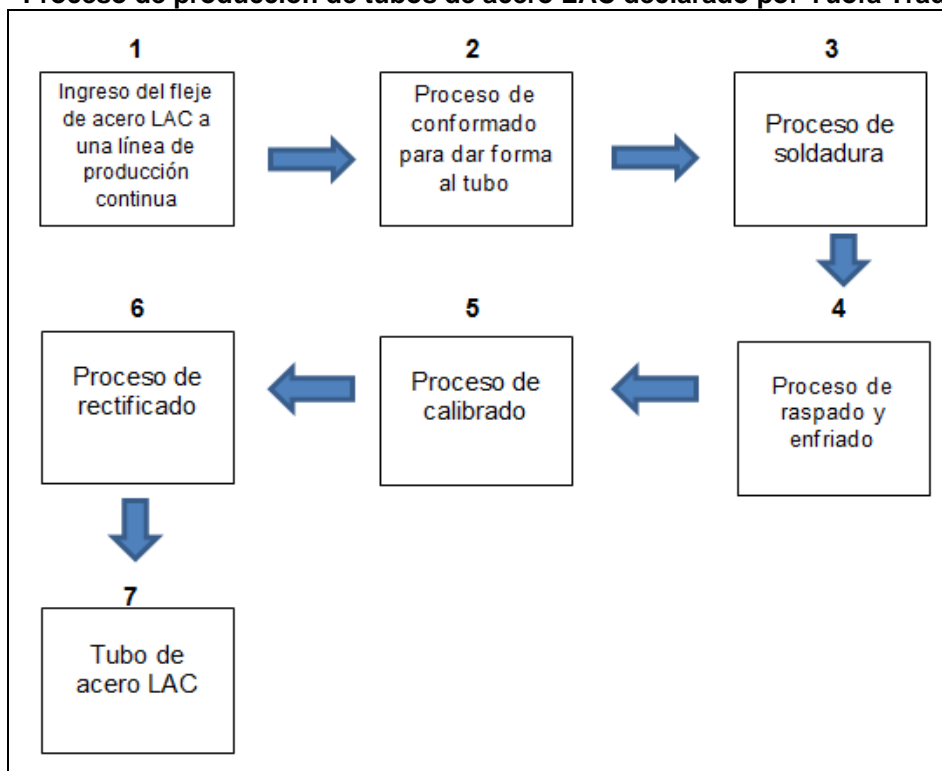 Proceso de producción de tubos de acero LAC declarado por
1
Ingreso del fleje
de acero LAC a
una línea de
producción
continua
2
Proceso de
conformado
para dar forma
al tubo
3
Proceso de
soldadura
4
Proceso de
raspado y
enfriado
5
Proceso de
calibrado
6
Proceso de
rectificado
7
Tubo de
acero LAC